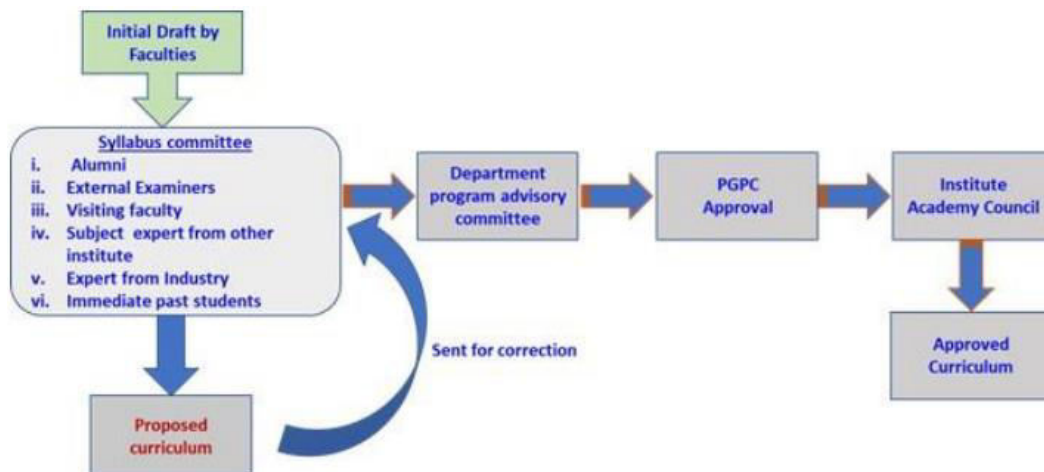 Initial Draft by
Faculties
Syllabus committee
i. Alumni
ii. External Examiners
iii. Visiting faculty
iv. Subject expert from other
institute
v. Expert from Industry
vi. Immediate past students
Department
program advisory
committee
PGPC
Approval
Institute
Academy Council
Sent for correction
Approved
Curriculum
Proposed
curriculum